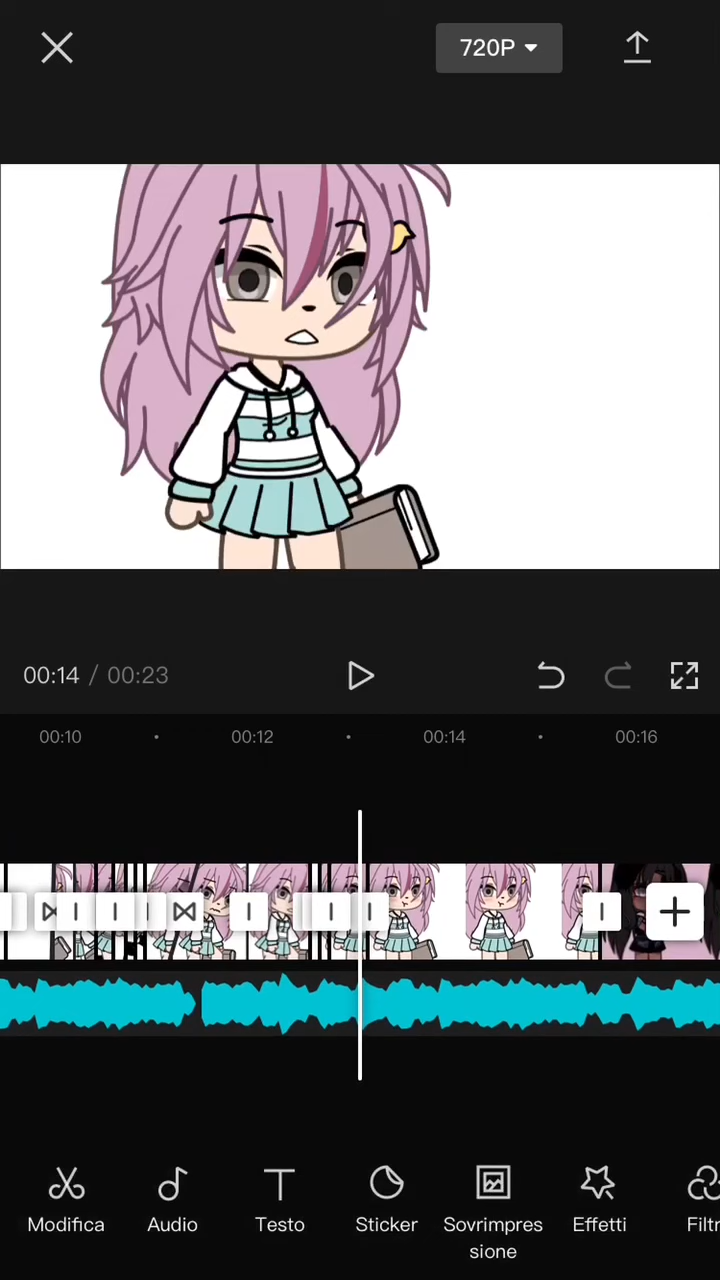 720P
00:14 / 00:23
00:10 00:12 00:14 00:16
Modifica Audio Testo Sticker Sovrimpres Effetti Filtr
sione